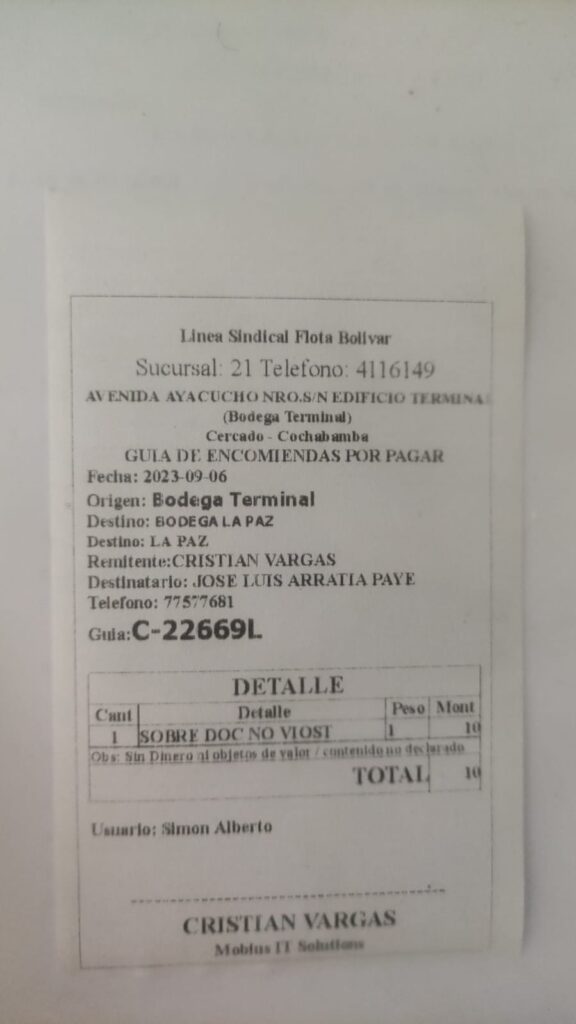 Linea Sindical Flota Bolivar
Sucursal: 21 Telefono: 4116149
AVENIDA AYACUCHO NRO.S/N EDIFICIO TERMINA
(Bodega Terminal)
Cercado - Cochabamba
GUIA DE ENCOMIENDAS POR PAGAR
Fecha: 2023-09-06
Origen: Bodega Terminal
Destino: BODEGA LA PAZ
Destino: LA PAZ
Remitente:CRISTIAN VARGAS
Destinatario: JOSE LUIS ARRATIA PAYE
Telefono: 77577681
Guia:C-22669L
DETALLE
Cant Detalle Peso Mont
1 SOBRE DOC NO VIOST 1 10
Obs: Sin Dinero ni objetos de valor / contenido no declarado
TOTAL 10
Usuario: Simon Alberto
CRISTIAN VARGAS
Mobius IT Solutions